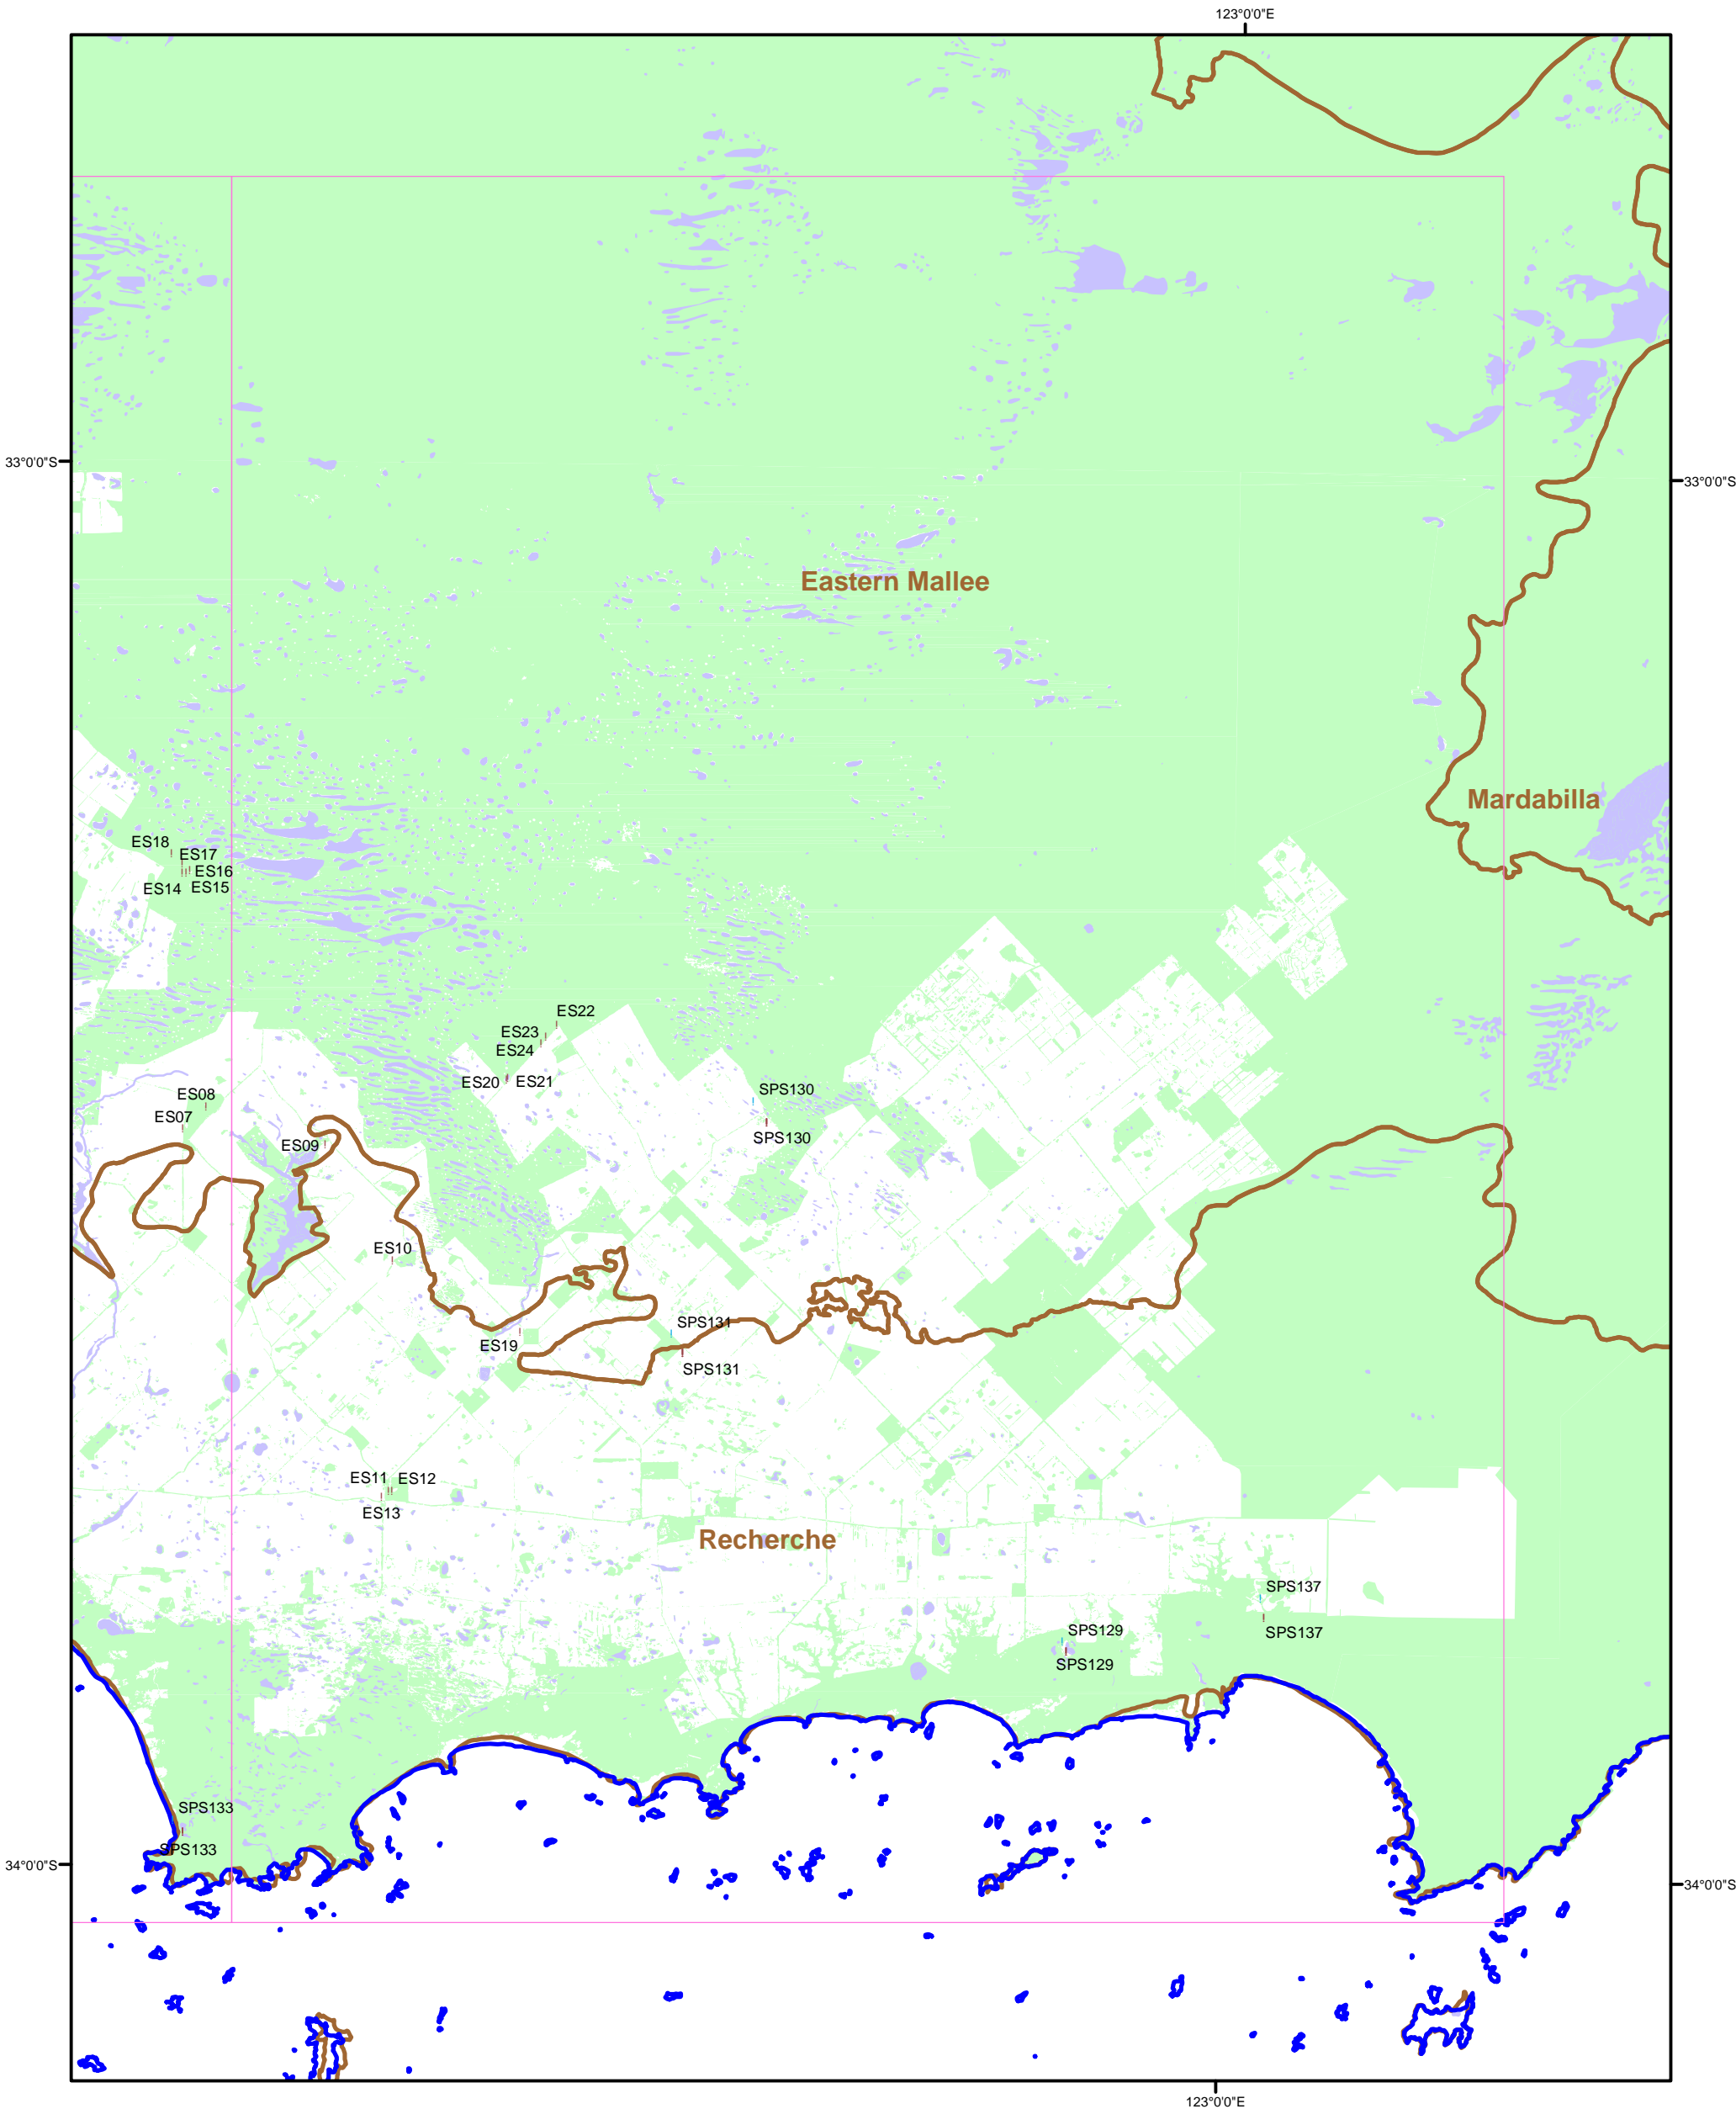 123°0'0"E
33°0'0"S
33°0'0"S
Eastern Mallee
Mardabilla
ES18
ES17
ES16
ES14
ES15
ES22
ES23
ES24
ES20
ES21
SPS130
ES08
ES07
SPS130
ES09
ES10
SPS131
ES19
SPS131
ES11
ES12
ES13
Recherche
SPS137
SPS129
SPS137
SPS129
SPS133
SPS133
34°0'0"S
34°0'0"S
123°0'0"E